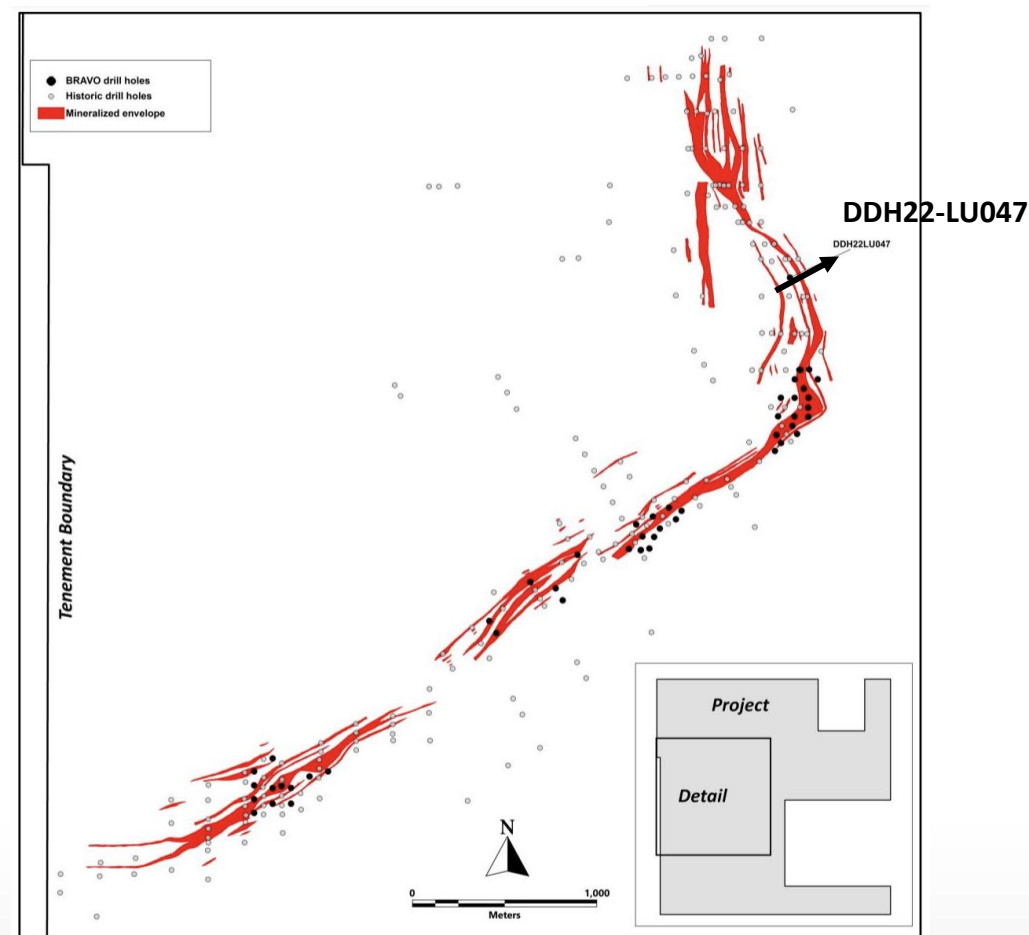 BRAVO drill holes
Historic drill holes
Mineralized envelope
DDH22-LU047
DDH22LU047
Tenement Boundary
Project
Detail
N
0 1,000
Meters